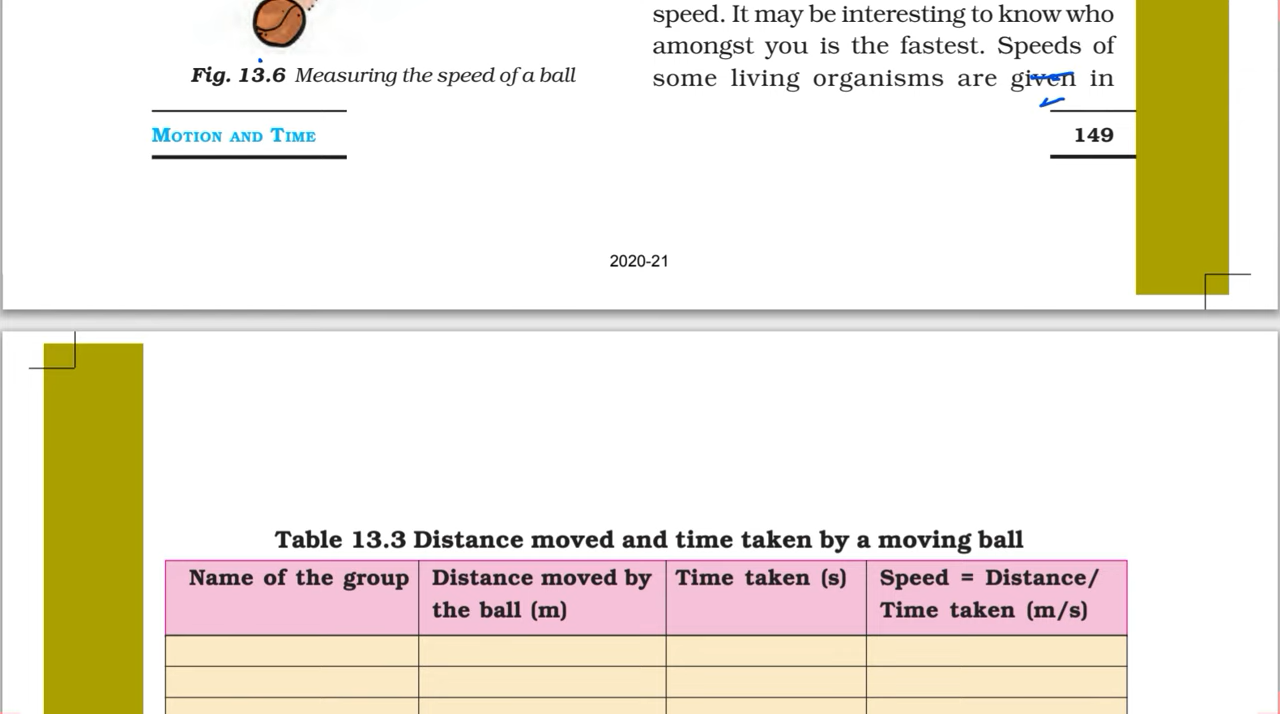 speed. It may be interesting to know who
amongst you is the fastest. Speeds of
some living organisms are given in
Fig. 13.6 Measuring the speed of a ball
MOTION AND TIME
149
2020-21
Table 13.3 Distance moved and time taken by a moving ball
Name of the group
Distance moved by
the ball (m)
Time taken (s)
Speed = Distance/
Time taken (m/s)